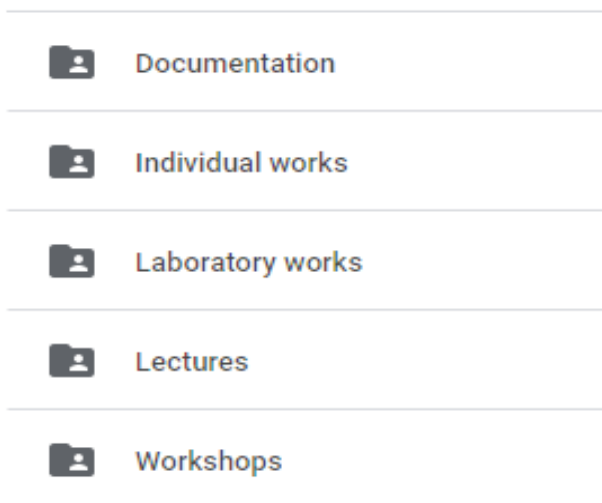 Documentation
Individual works
Laboratory works
Lectures
Workshops